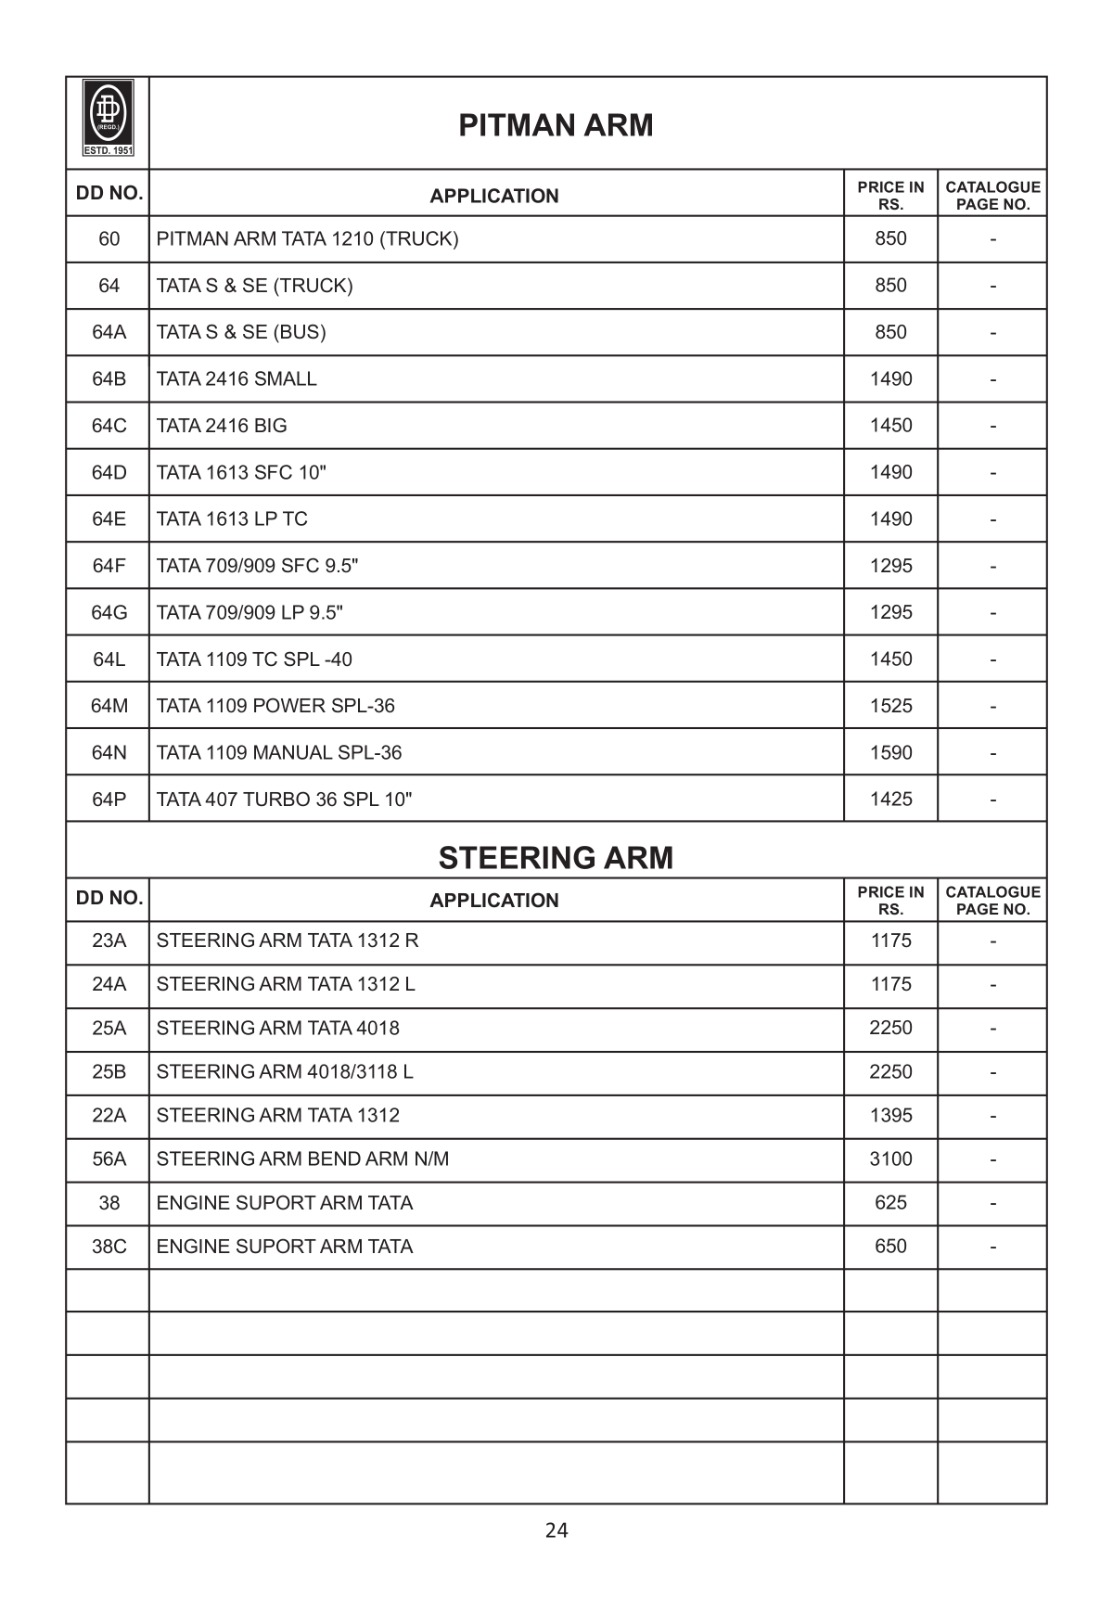 DD
(REGD.)
ESTD. 1951
PITMAN ARM
DD NO. APPLICATION PRICE IN RS. CATALOGUE PAGE NO.
60 PITMAN ARM TATA 1210 (TRUCK) 850 -
64 TATA S & SE (TRUCK) 850 -
64A TATA S & SE (BUS) 850 -
64B TATA 2416 SMALL 1490 -
64C TATA 2416 BIG 1450 -
64D TATA 1613 SFC 10" 1490 -
64E TATA 1613 LP TC 1490 -
64F TATA 709/909 SFC 9.5" 1295 -
64G TATA 709/909 LP 9.5" 1295 -
64L TATA 1109 TC SPL -40 1450 -
64M TATA 1109 POWER SPL-36 1525 -
64N TATA 1109 MANUAL SPL-36 1590 -
64P TATA 407 TURBO 36 SPL 10" 1425 -
STEERING ARM
DD NO. APPLICATION PRICE IN RS. CATALOGUE PAGE NO.
23A STEERING ARM TATA 1312 R 1175 -
24A STEERING ARM TATA 1312 L 1175 -
25A STEERING ARM TATA 4018 2250 -
25B STEERING ARM 4018/3118 L 2250 -
22A STEERING ARM TATA 1312 1395 -
56A STEERING ARM BEND ARM N/M 3100 -
38 ENGINE SUPORT ARM TATA 625 -
38C ENGINE SUPORT ARM TATA 650 -
24